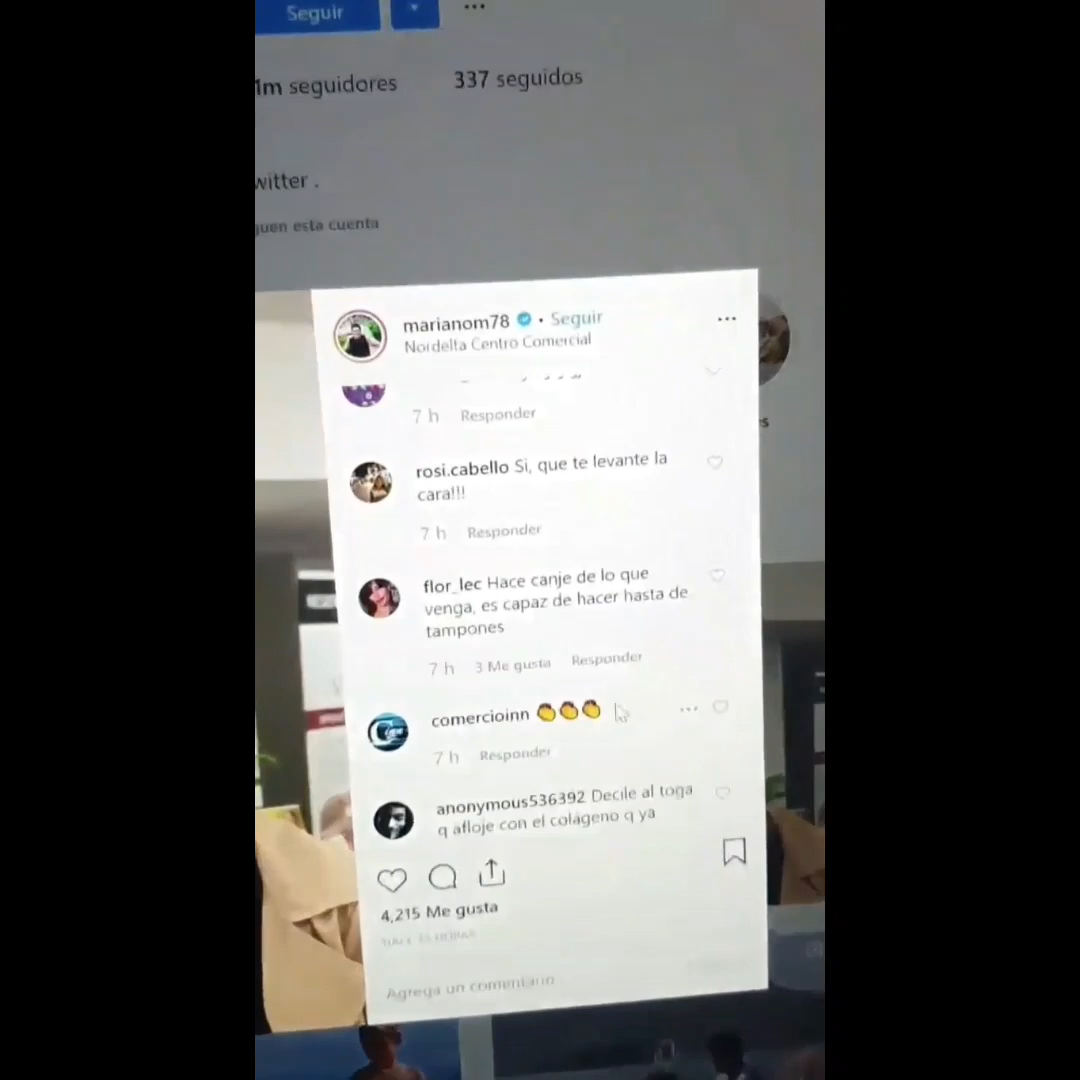 Seguir
1m seguidores 337 seguidos
witter .
guen esta cuenta
marianom78 • Seguir
Nordelta Centro Comercial
7 h Responder
rosi.cabello Si, que te levante la
cara!!!
7 h Responder
flor_lec Hace canje de lo que
venga, es capaz de hacer hasta de
tampones
7 h 3 Me gusta Responder
comercioinn 👏👏👏
7 h Responder
anonymous536392 Decile al toga
q afloje con el colágeno q ya
4,215 Me gusta
Agrega un comentario